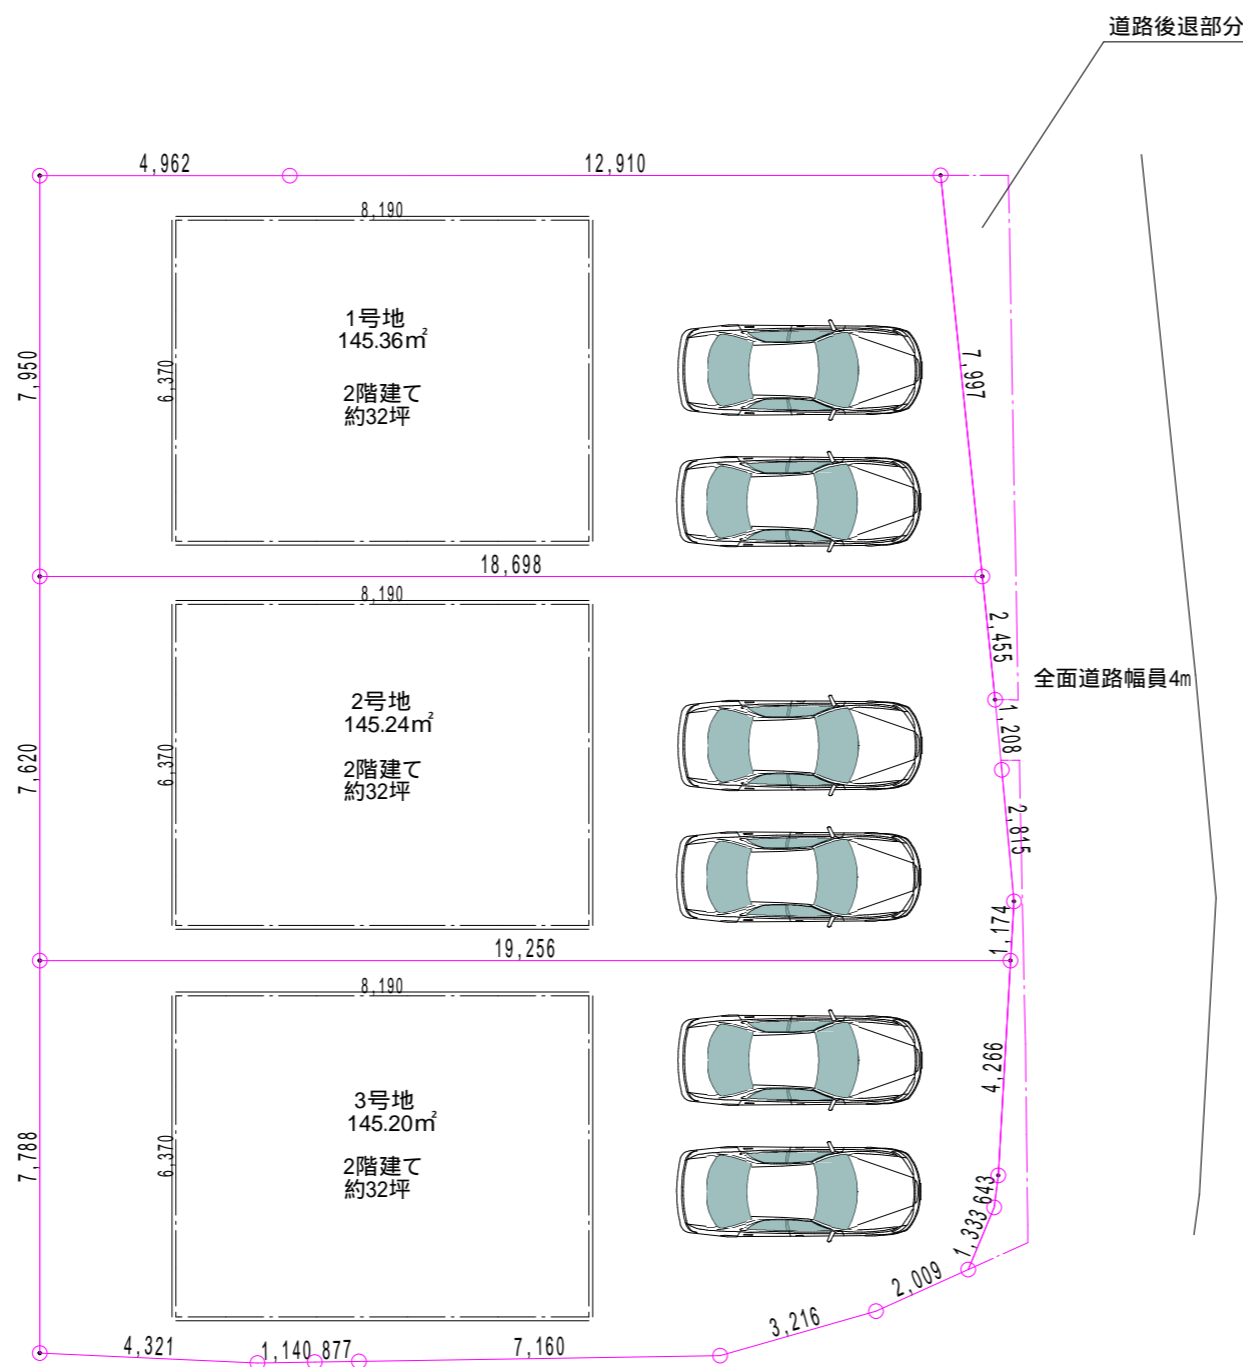 道路後退部分
4,962
12,910
8,190
1号地
145.36㎡
2階建て
約32坪
6,370
7,950
7,997
18,698
8,190
2,455
全面道路幅員4m
2号地
145.24㎡
2階建て
約32坪
6,370
7,620
1,208
2,815
1,174
19,256
8,190
3号地
145.20㎡
2階建て
約32坪
6,370
7,788
4,266
643
1,333
2,009
3,216
7,160
877
1,140
4,321